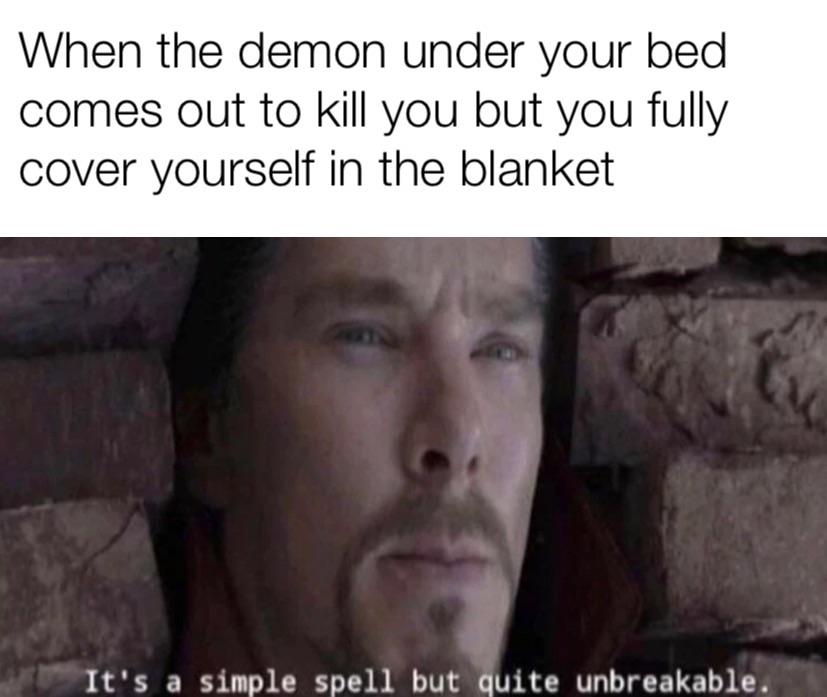 When the demon under your bed
comes out to kill you but you fully
cover yourself in the blanket
It's a simple spell but quite unbreakable.